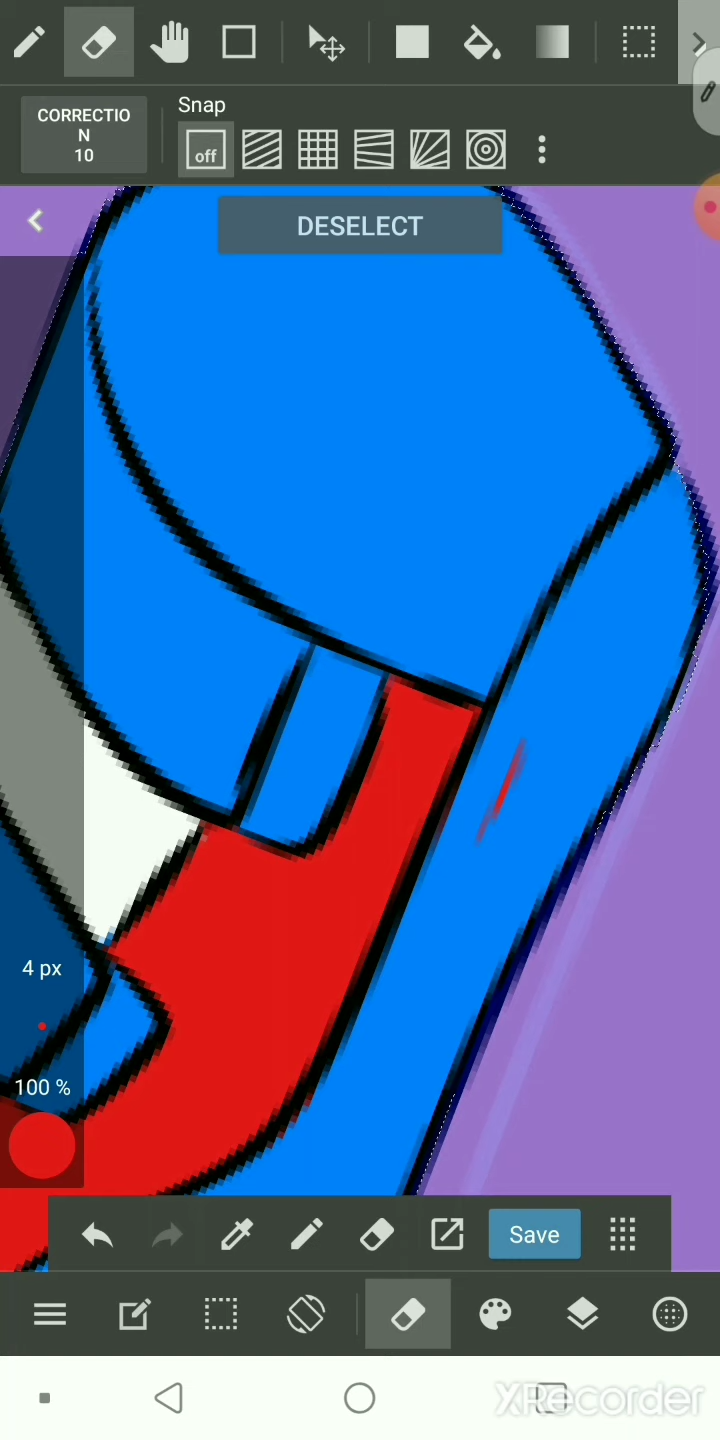 CORRECTIO
N
10
Snap
off
DESELECT
4 px
100 %
Save
XRecorder